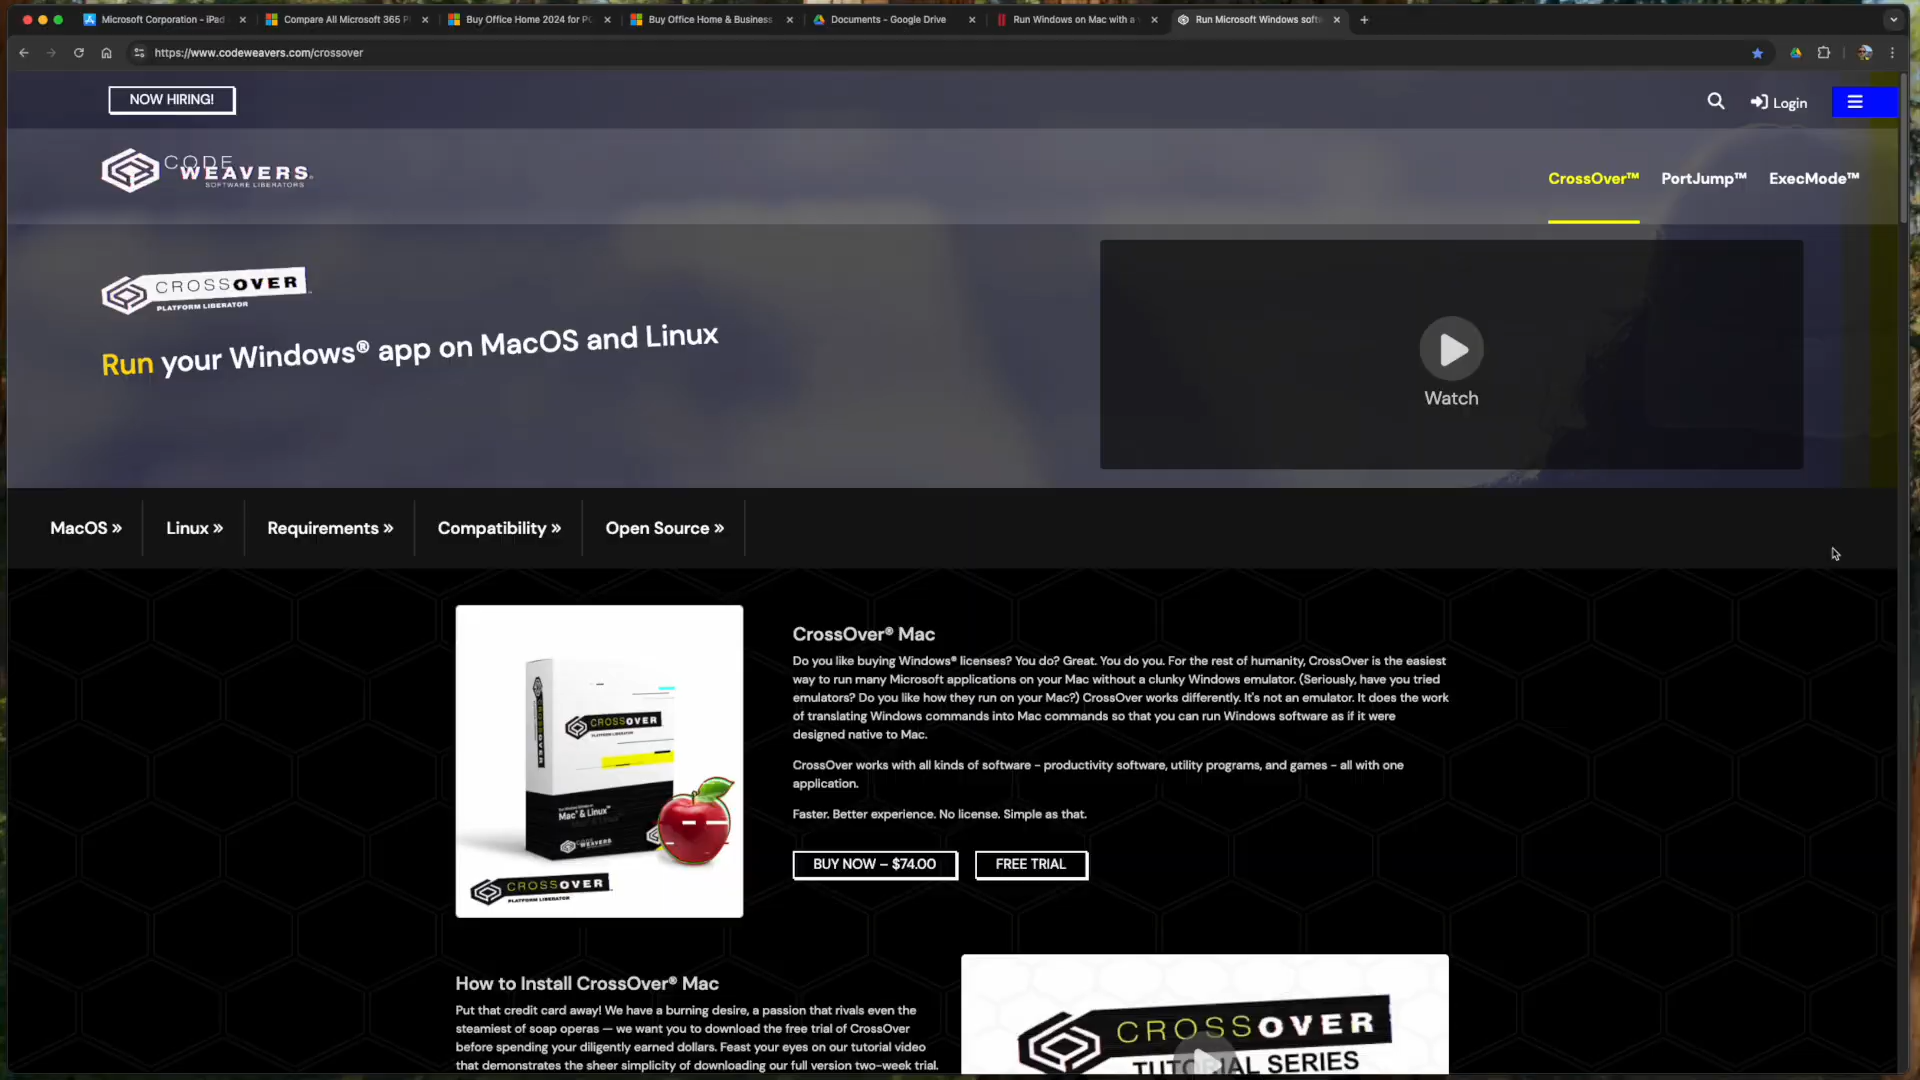 Microsoft Corporation - iPad
Compare All Microsoft 365 P
Buy Office Home 2024 for PC
Buy Office Home & Business
Documents - Google Drive
Run Windows on Mac with a v
Run Microsoft Windows softw
https://www.codeweavers.com/crossover
NOW HIRING!
Login
CODE
WEAVERS
SOFTWARE LIBERATORS
CrossOver™
PortJump™
ExecMode™
CROSSOVER
PLATFORM LIBERATOR
Run your Windows® app on MacOS and Linux
Watch
MacOS »
Linux »
Requirements »
Compatibility »
Open Source »
CrossOver® Mac
Do you like buying Windows® licenses? You do? Great. You do you. For the rest of humanity, CrossOver is the easiest
way to run many Microsoft applications on your Mac without a clunky Windows emulator. (Seriously, have you tried
emulators? Do you like how they run on your Mac?) CrossOver works differently. It's not an emulator. It does the work
of translating Windows commands into Mac commands so that you can run Windows software as if it were
designed native to Mac.
CrossOver works with all kinds of software - productivity software, utility programs, and games - all with one
application.
Faster. Better experience. No license. Simple as that.
BUY NOW – $74.00
FREE TRIAL
CROSSOVER
CROSSOVER
PLATFORM LIBERATOR
Mac® & Linux™
CODE
WEAVERS
CROSSOVER
PLATFORM LIBERATOR
How to Install CrossOver® Mac
Put that credit card away! We have a burning desire, a passion that rivals even the
steamiest of soap operas — we want you to download the free trial of CrossOver
before spending your diligently earned dollars. Feast your eyes on our tutorial video
that demonstrates the sheer simplicity of downloading our full version two-week trial.
CROSSOVER
TUTORIAL SERIES